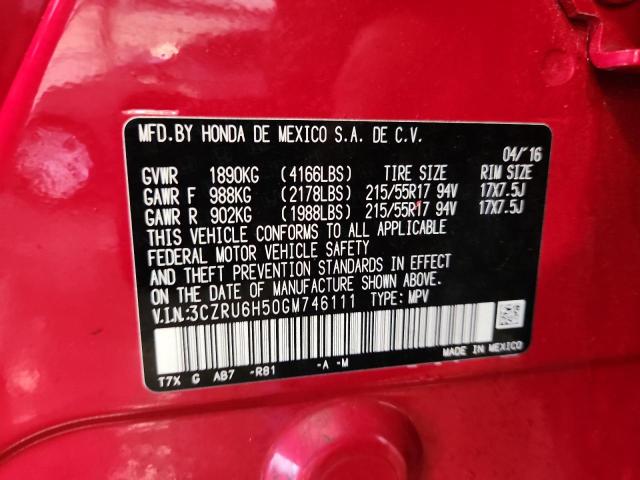 MFD.BY HONDA DE MEXICO S.A. DE C.V.
04/'16
GVWR 1890KG (4166LBS) TIRE SIZE RIM SIZE
GAWR F 988KG (2178LBS) 215/55R17 94V 17X7.5J
GAWR R 902KG (1988LBS) 215/55R17 94V 17X7.5J
THIS VEHICLE CONFORMS TO ALL APPLICABLE
FEDERAL MOTOR VEHICLE SAFETY
AND THEFT PREVENTION STANDARDS IN EFFECT
ON THE DATE OF MANUFACTURE SHOWN ABOVE.
V.I.N.:3CZRU6H50GM746111 TYPE: MPV
MADE IN MEXICO
T7X G AB7 -R81 -A -M